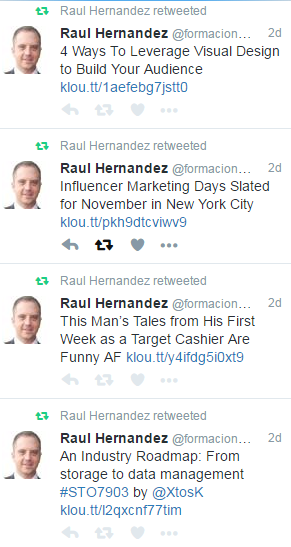 Raul Hernandez retweeted
Raul Hernandez @formacion... 2d
4 Ways To Leverage Visual Design
to Build Your Audience
klou.tt/1aefebg7jstt0
Raul Hernandez retweeted
Raul Hernandez @formacion... 2d
Influencer Marketing Days Slated
for November in New York City
klou.tt/pkh9dtcviwv9
Raul Hernandez retweeted
Raul Hernandez @formacion... 2d
This Man's Tales from His First
Week as a Target Cashier Are
Funny AF klou.tt/y4ifdg5i0xt9
Raul Hernandez retweeted
Raul Hernandez @formacion... 2d
An Industry Roadmap: From
storage to data management
#STO7903 by @XtosK
klou.tt/l2qxcnf77tim